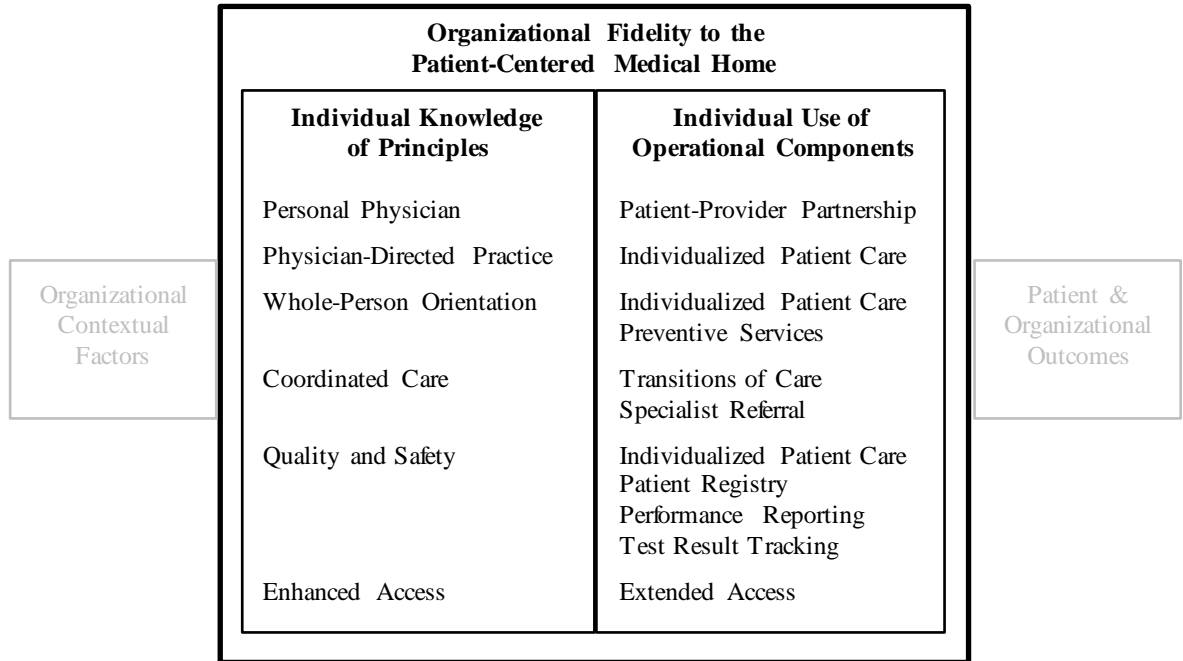 Organizational Fidelity to the
Patient-Centered Medical Home
Individual Knowledge
of Principles
Individual Use of
Operational Components
Personal Physician
Patient-Provider Partnership
Physician-Directed Practice
Individualized Patient Care
Whole-Person Orientation
Individualized Patient Care
Preventive Services
Coordinated Care
Transitions of Care
Specialist Referral
Quality and Safety
Individualized Patient Care
Patient Registry
Performance Reporting
Test Result Tracking
Enhanced Access
Extended Access
Organizational
Contextual
Factors
Patient &
Organizational
Outcomes